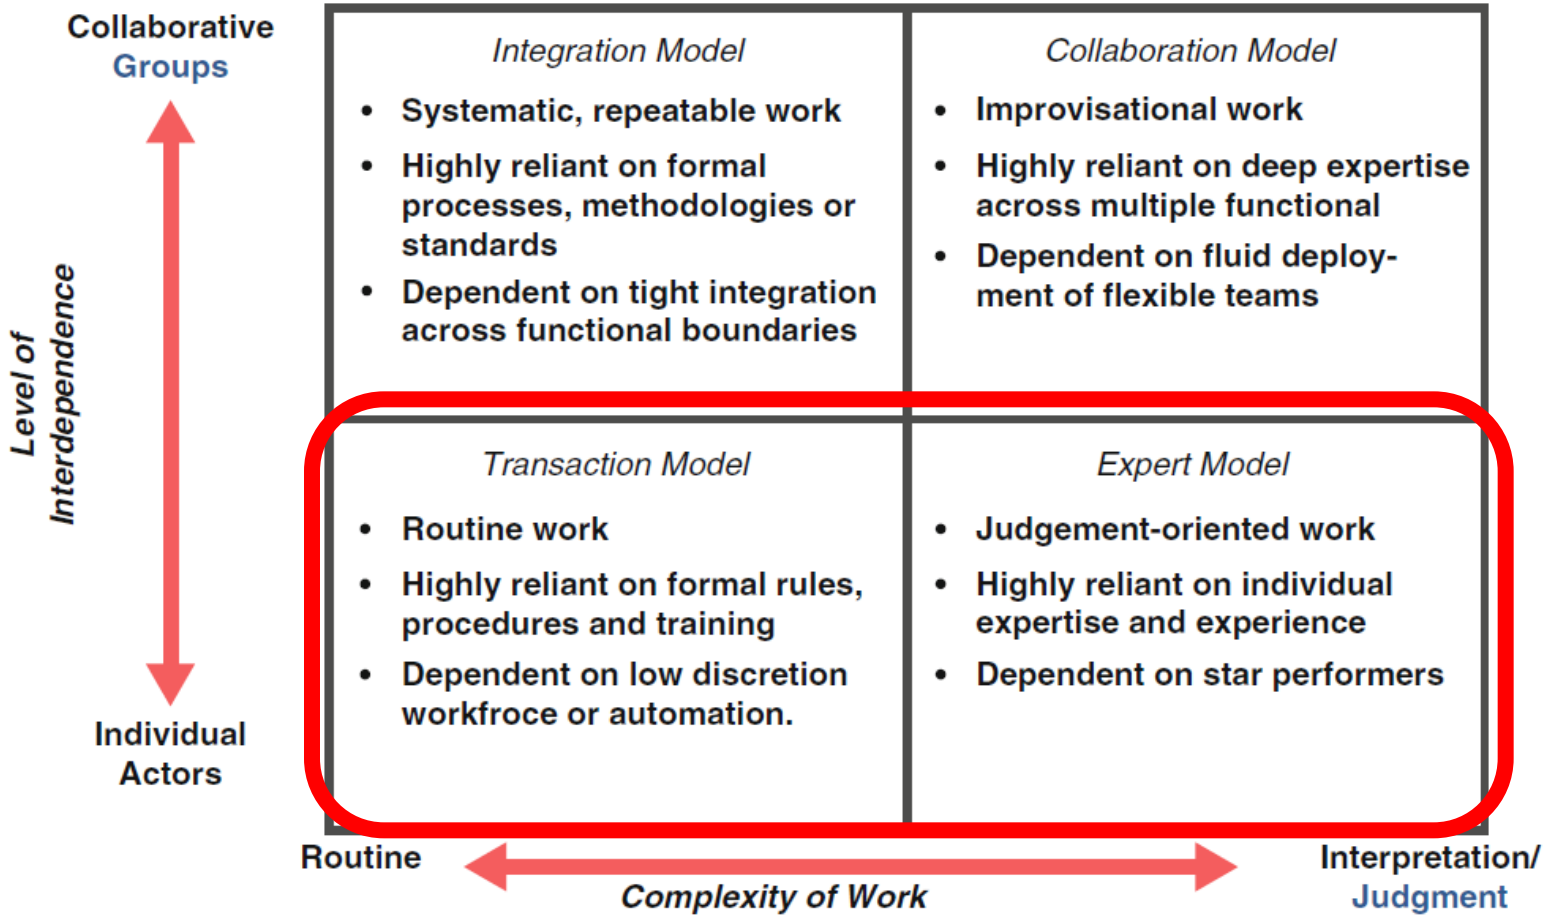 Collaborative
Groups
Level of
Interdependence
Individual
Actors
Integration Model
• Systematic, repeatable work
• Highly reliant on formal
processes, methodologies or
standards
• Dependent on tight integration
across functional boundaries
Collaboration Model
• Improvisational work
• Highly reliant on deep expertise
across multiple functional
• Dependent on fluid deploy-
ment of flexible teams
Transaction Model
• Routine work
• Highly reliant on formal rules,
procedures and training
• Dependent on low discretion
workfroce or automation.
Expert Model
• Judgement-oriented work
• Highly reliant on individual
expertise and experience
• Dependent on star performers
Routine
Complexity of Work
Interpretation/
Judgment